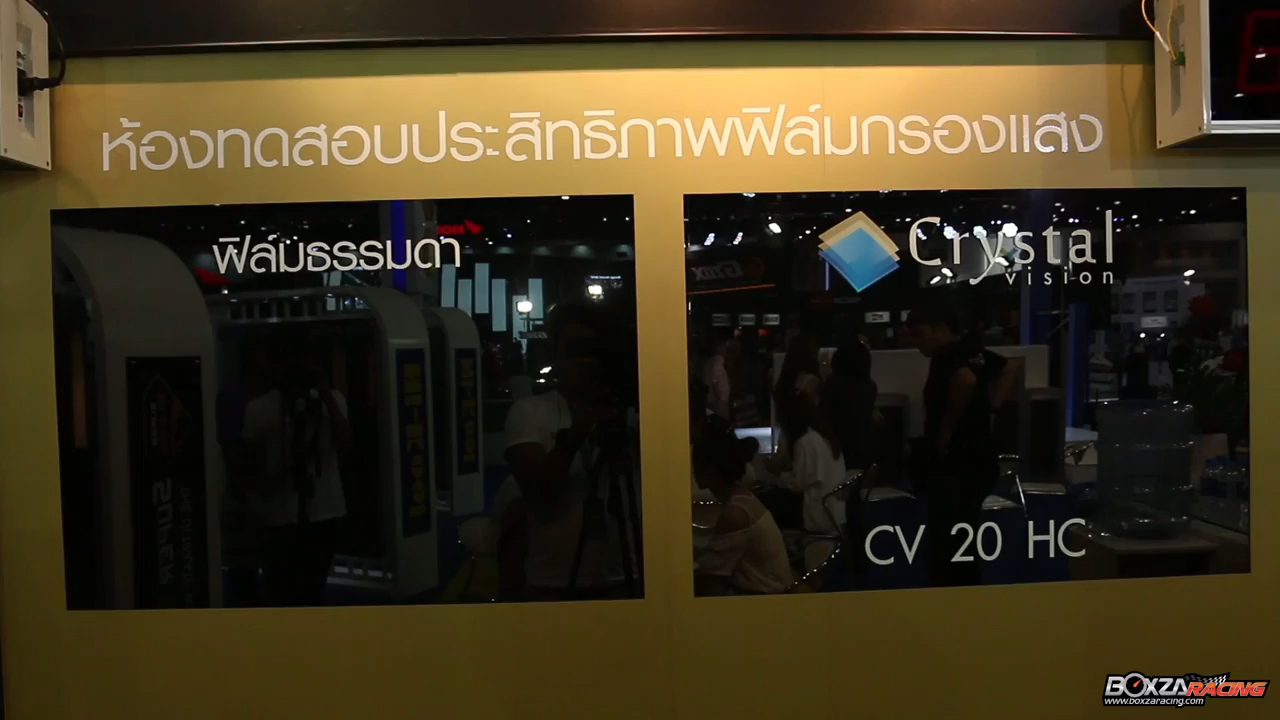 ห้องทดสอบประสิทธิภาพฟิล์มกรองแสง
ฟิล์มธรรมดา
Crystal
vision
CV 20 HC
BOXZA RACING
www.boxzaracing.com